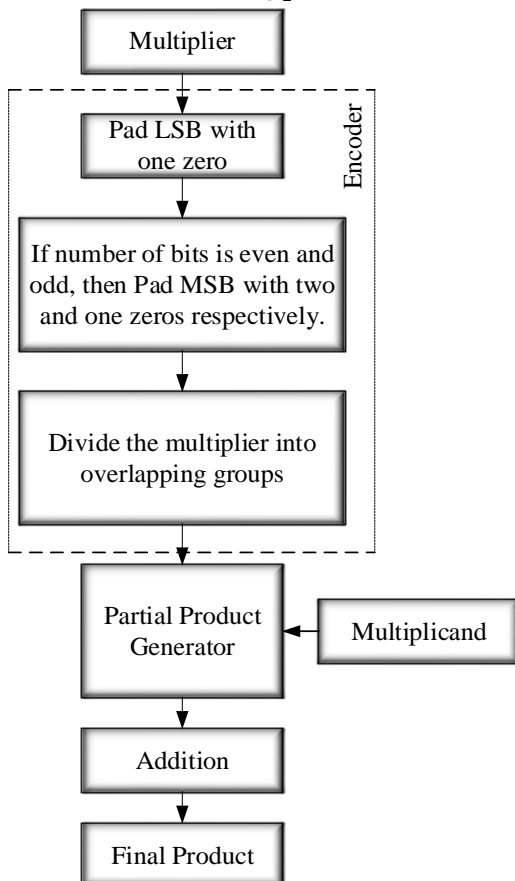 Multiplier
Encoder
Pad LSB with
one zero
If number of bits is even and
odd, then Pad MSB with two
and one zeros respectively.
Divide the multiplier into
overlapping groups
Partial Product
Generator
Multiplicand
Addition
Final Product